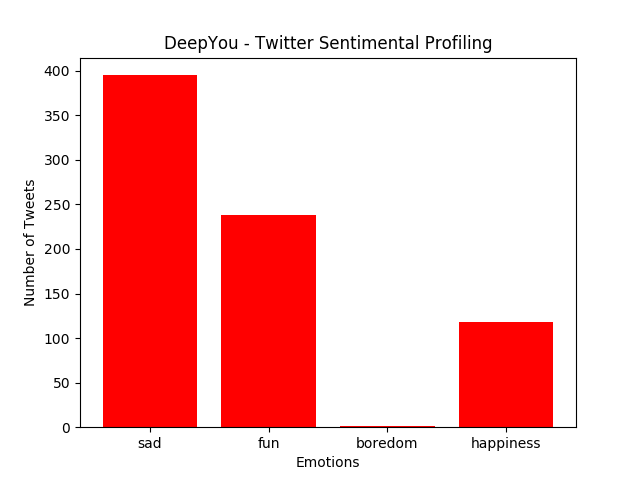 DeepYou - Twitter Sentimental Profiling
400
350
300
250
200
150
100
50
0
Number of Tweets
sad fun boredom happiness
Emotions